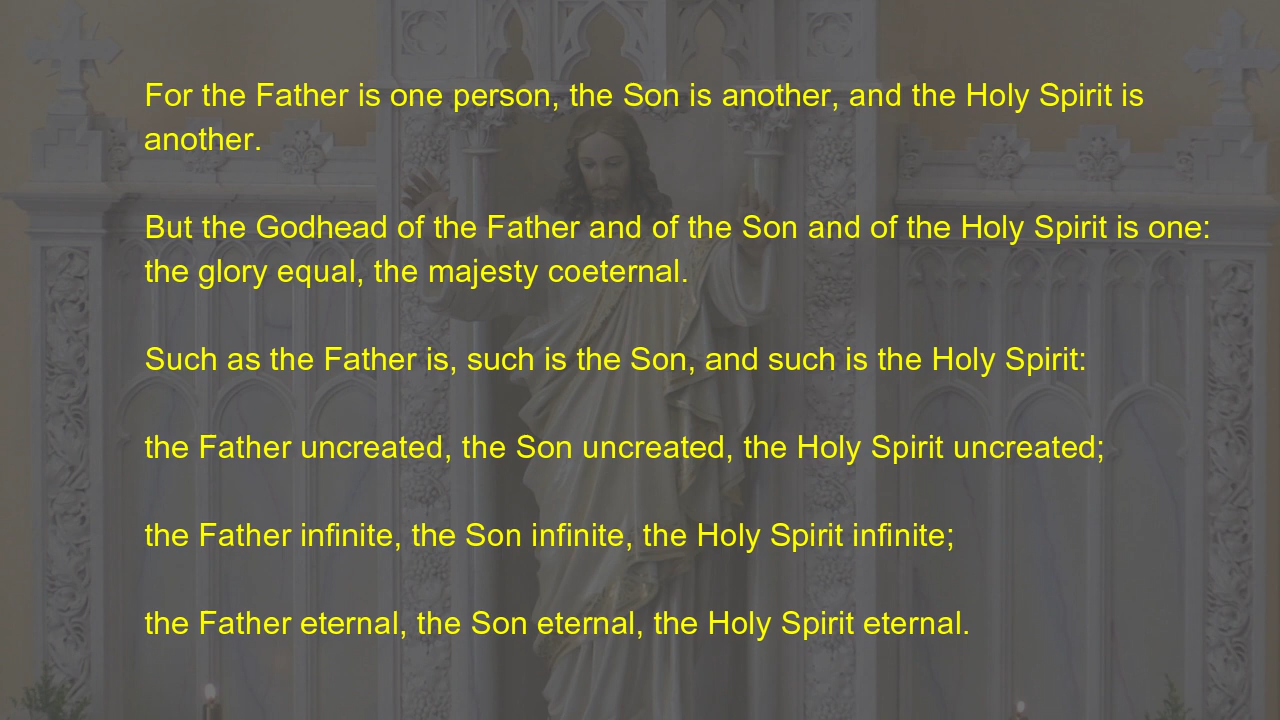 For the Father is one person, the Son is another, and the Holy Spirit is
another.
But the Godhead of the Father and of the Son and of the Holy Spirit is one:
the glory equal, the majesty coeternal.
Such as the Father is, such is the Son, and such is the Holy Spirit:
the Father uncreated, the Son uncreated, the Holy Spirit uncreated;
the Father infinite, the Son infinite, the Holy Spirit infinite;
the Father eternal, the Son eternal, the Holy Spirit eternal.